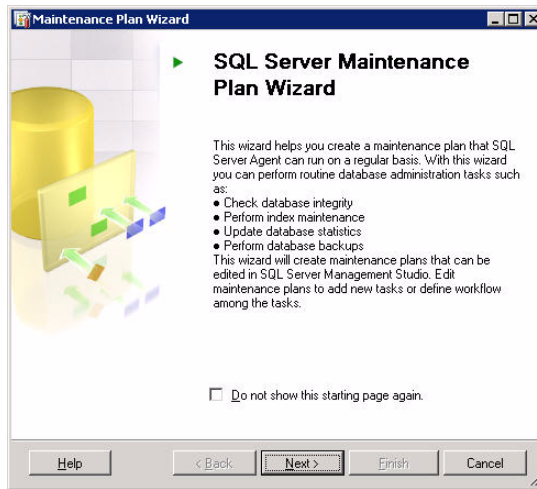 Maintenance Plan Wizard
SQL Server Maintenance
Plan Wizard
This wizard helps you create a maintenance plan that SQL
Server Agent can run on a regular basis. With this wizard
you can perform routine database administration tasks such
as:
● Check database integrity
● Perform index maintenance
● Update database statistics
● Perform database backups
This wizard will create maintenance plans that can be
edited in SQL Server Management Studio. Edit
maintenance plans to add new tasks or define workflow
among the tasks.
Do not show this starting page again.
Help
< Back
Next >
Finish
Cancel